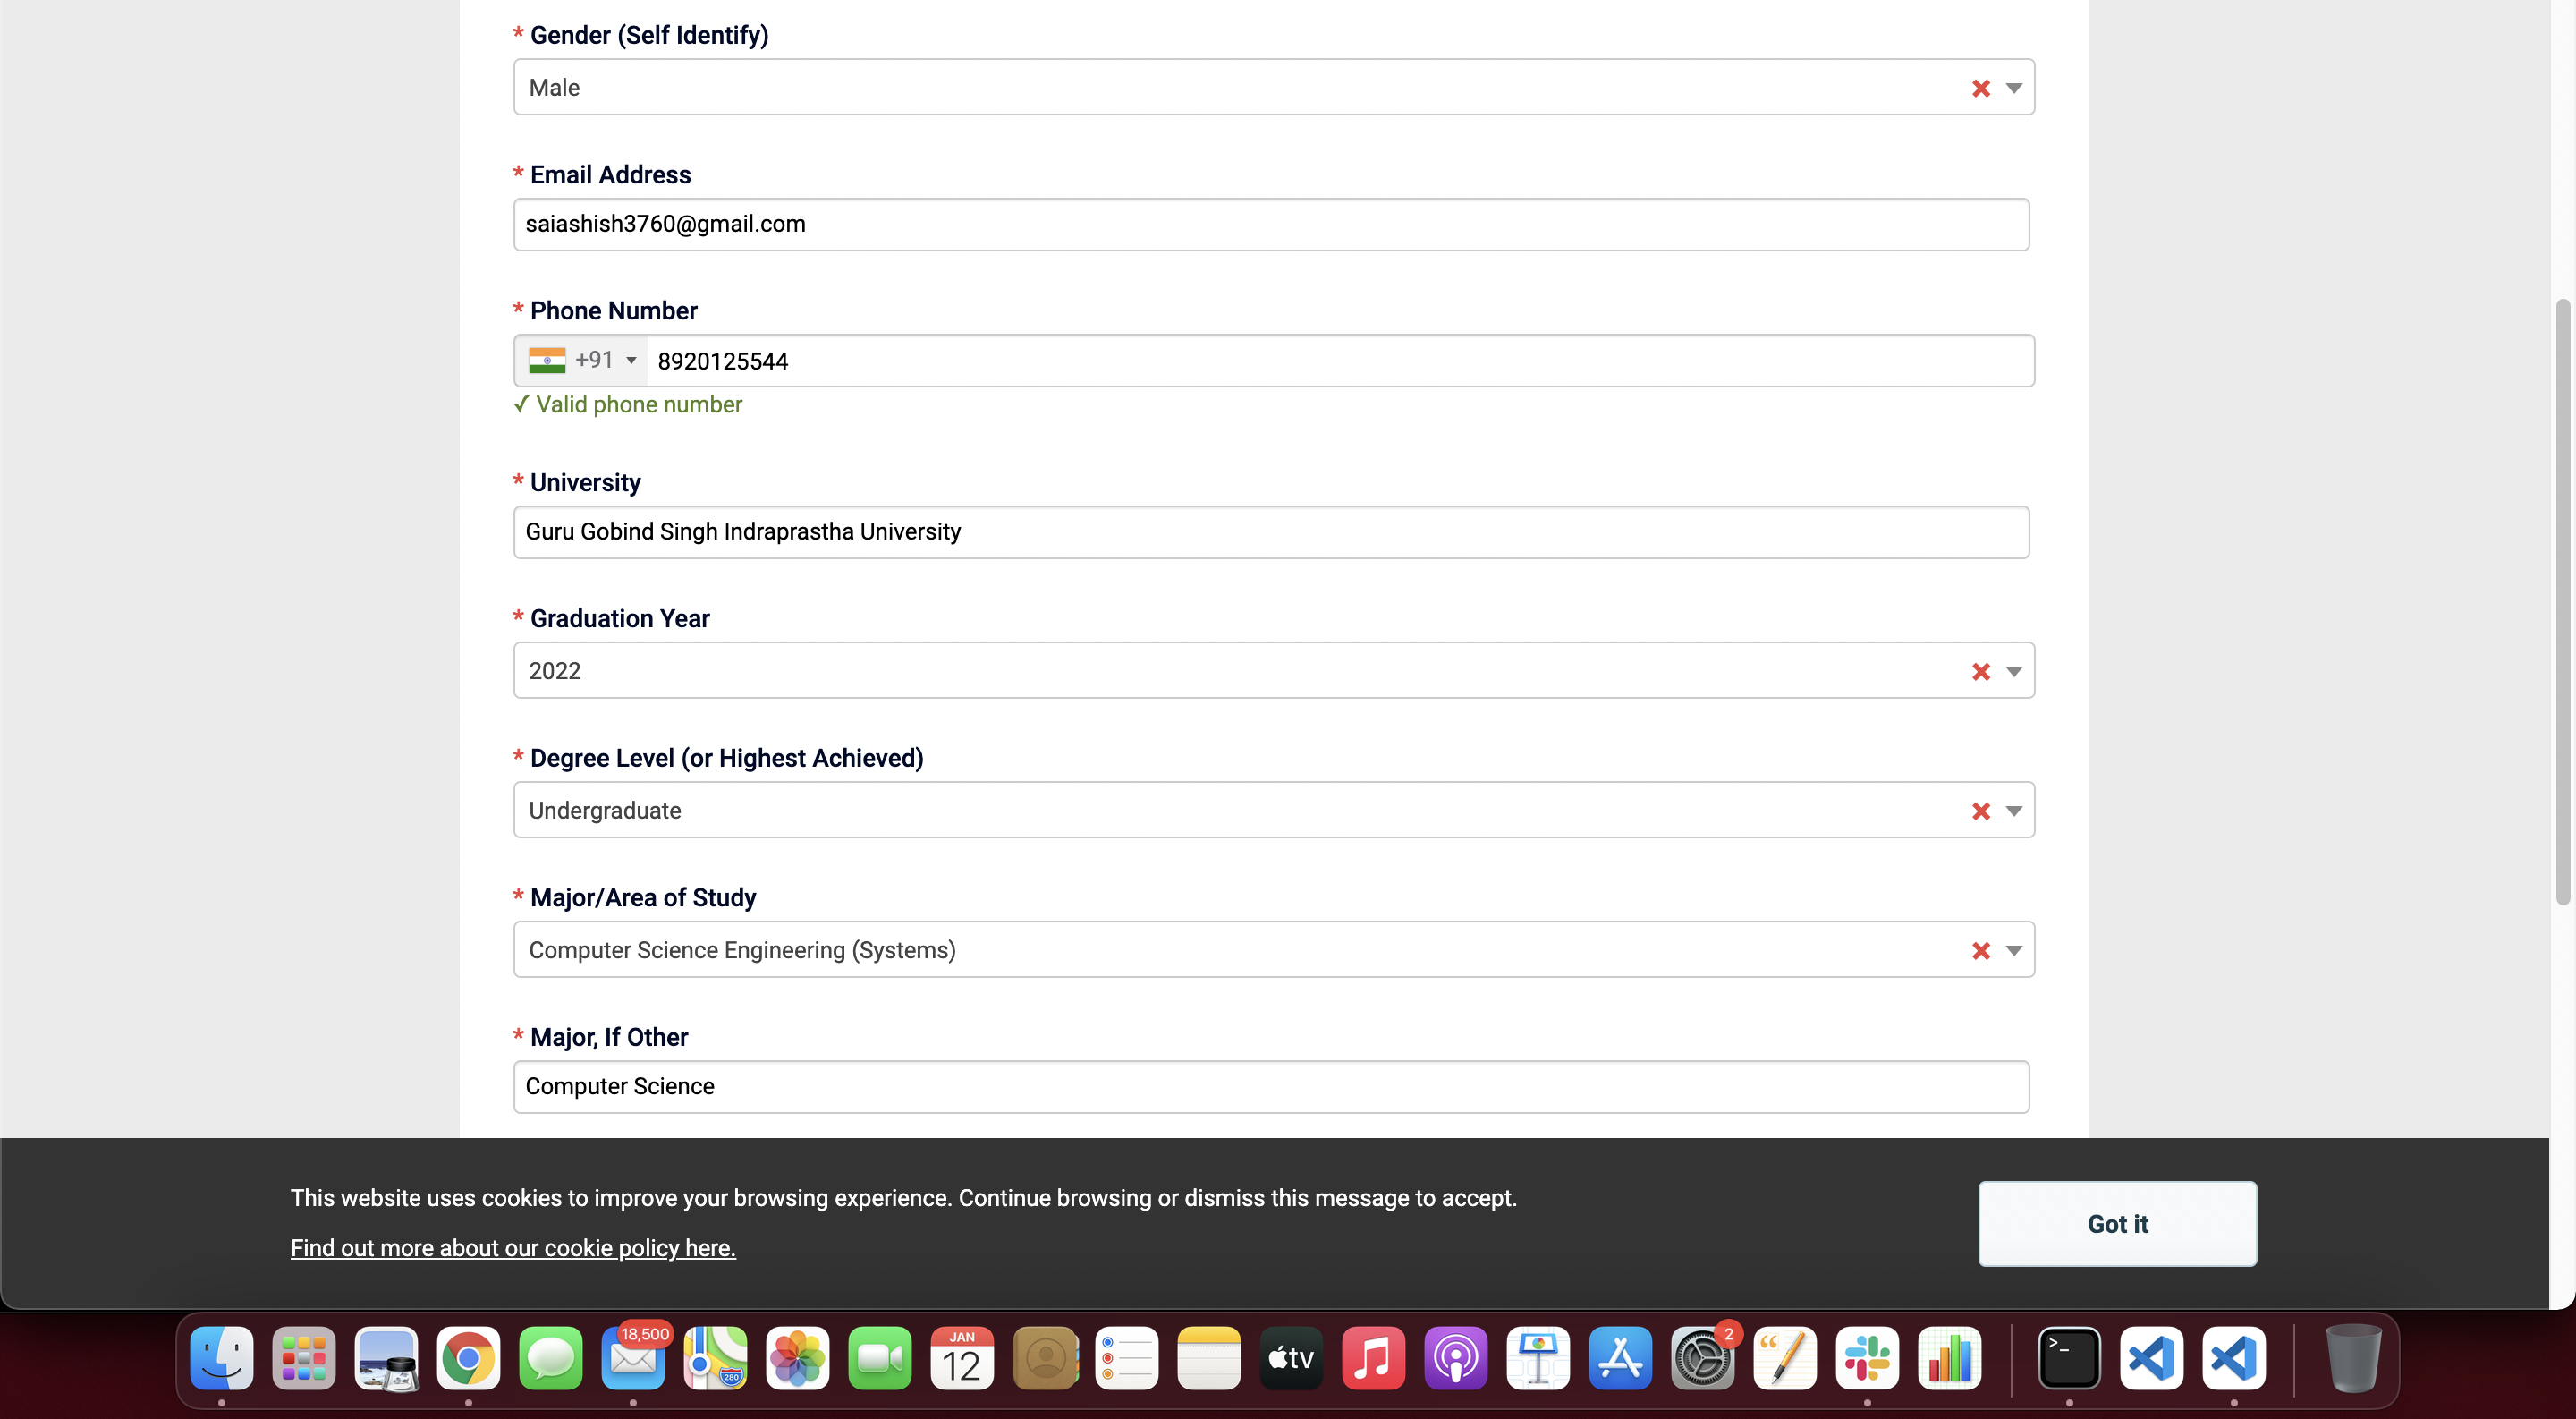 * Gender (Self Identify)
Male
* Email Address
saiashish3760@gmail.com
* Phone Number
+91 8920125544
✓ Valid phone number
* University
Guru Gobind Singh Indraprastha University
* Graduation Year
2022
* Degree Level (or Highest Achieved)
Undergraduate
* Major/Area of Study
Computer Science Engineering (Systems)
* Major, If Other
Computer Science
This website uses cookies to improve your browsing experience. Continue browsing or dismiss this message to accept.
Got it
Find out more about our cookie policy here.
18,500
280
JAN
12
tv
2
>_